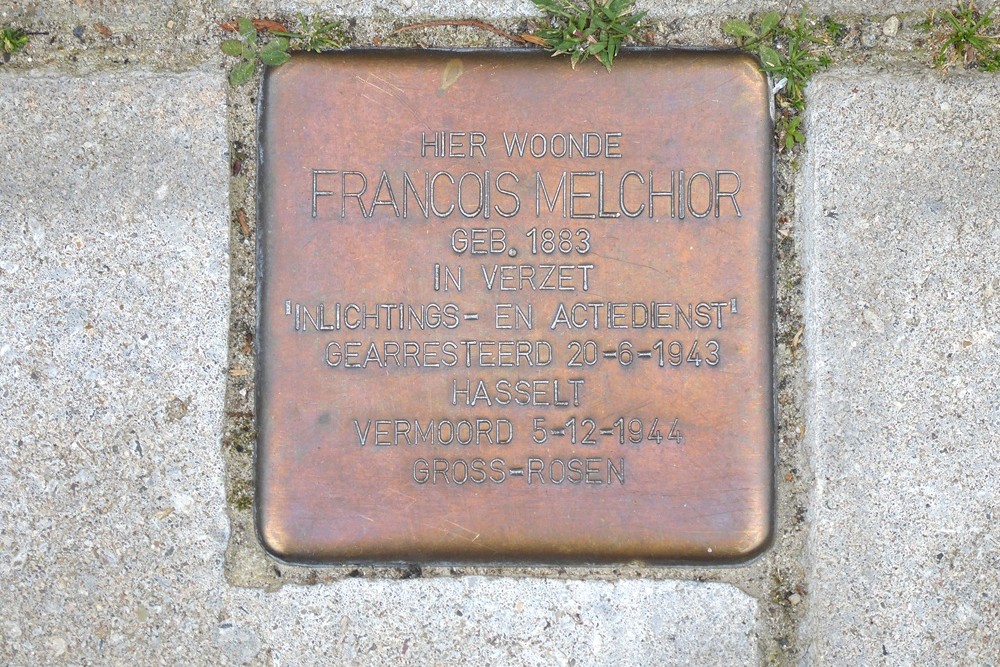 HIER WOONDE
FRANCOIS MELCHIOR
GEB. 1883
IN VERZET
'INLICHTINGS- EN ACTIEDIENST'
GEARRESTEERD 20-6-1943
HASSELT
VERMOORD 5-12-1944
GROSS-ROSEN